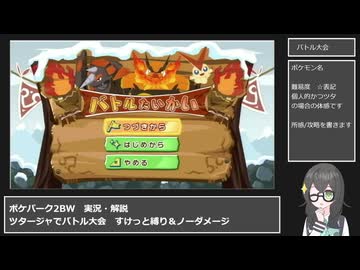 バトルたいかい
つづきから
はじめから
やめる
バトル大会
ポケモン名
難易度　☆表記
個人的かつツタ
の場合の体感です
所感/攻略を書きます
ポケパーク2BW　実況・解説
ツタージャでバトル大会　すけっと縛り＆ノーダメージ